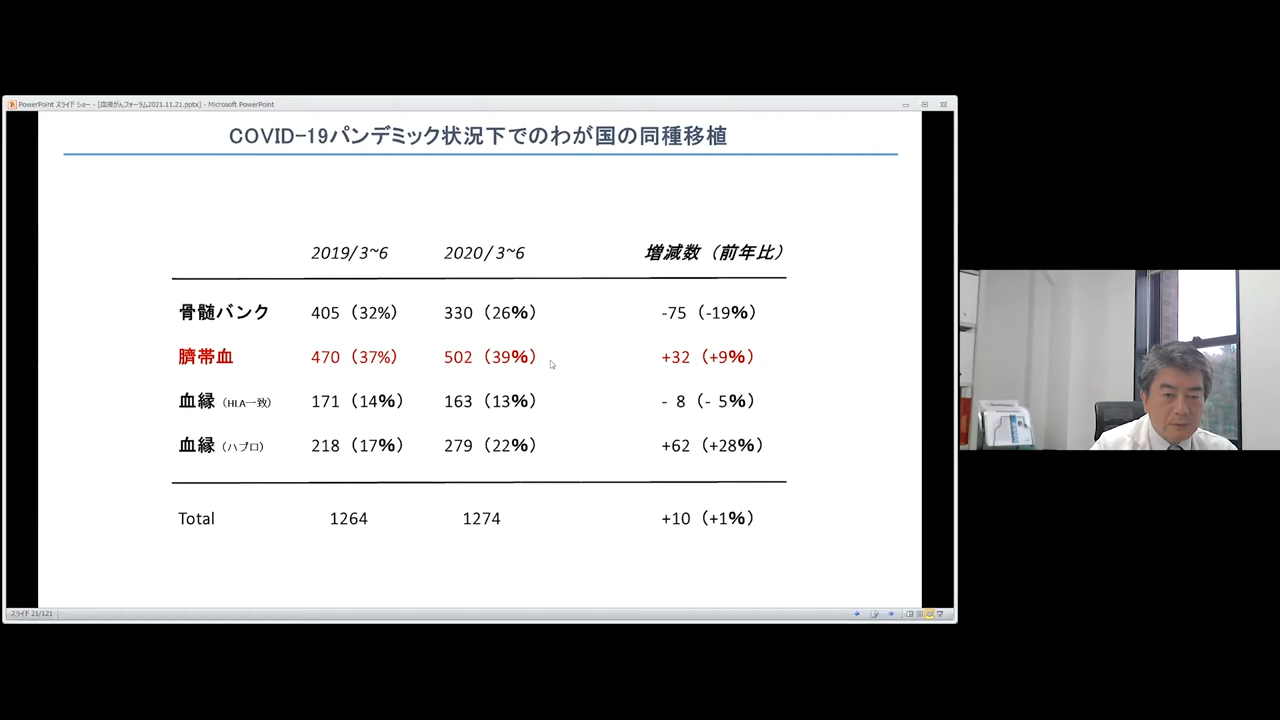 PowerPoint スライド ショー - [血液がんフォーラム2021.11.21.pptx] - Microsoft PowerPoint
COVID-19パンデミック状況下でのわが国の同種移植
2019/3~6 2020/3~6 増減数（前年比）
骨髄バンク 405（32%） 330（26%） -75（-19%）
臍帯血 470（37%） 502（39%） +32（+9%）
血縁（HLA一致） 171（14%） 163（13%） - 8（- 5%）
血縁（ハプロ） 218（17%） 279（22%） +62（+28%）
Total 1264 1274 +10（+1%）
スライド 21/121